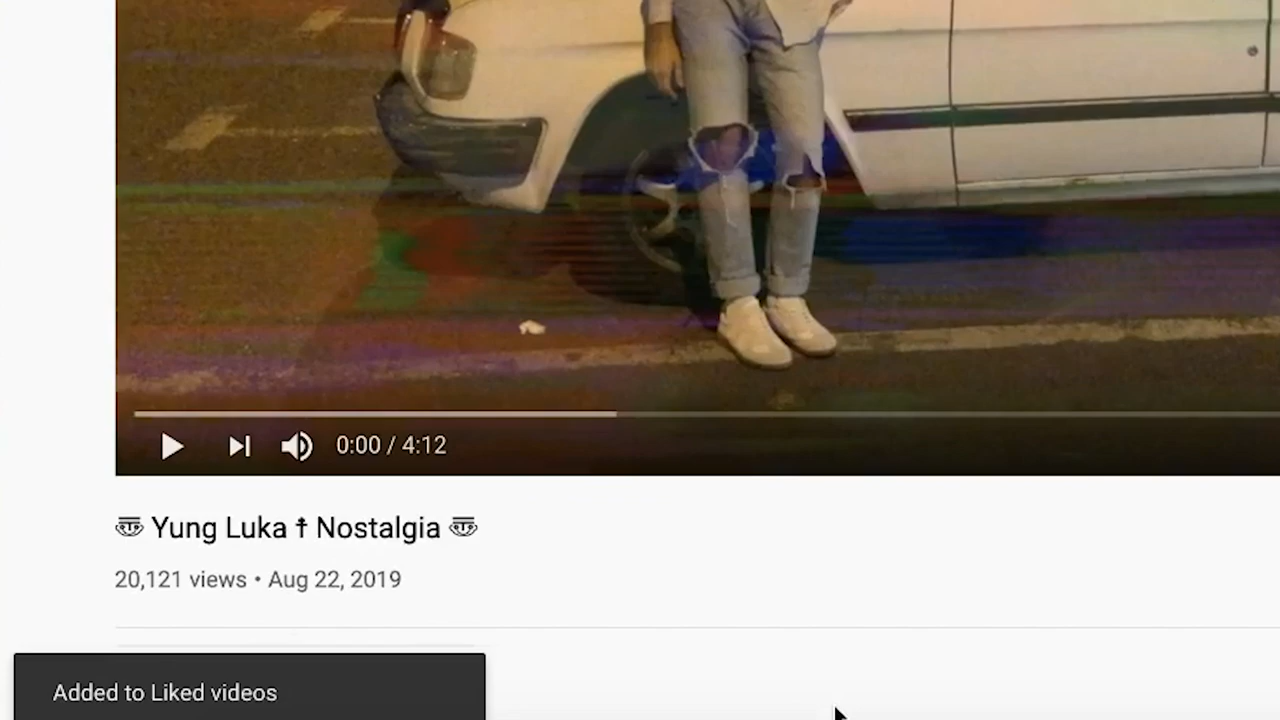 0:00 / 4:12
Yung Luka † Nostalgia
20,121 views • Aug 22, 2019
Added to Liked videos